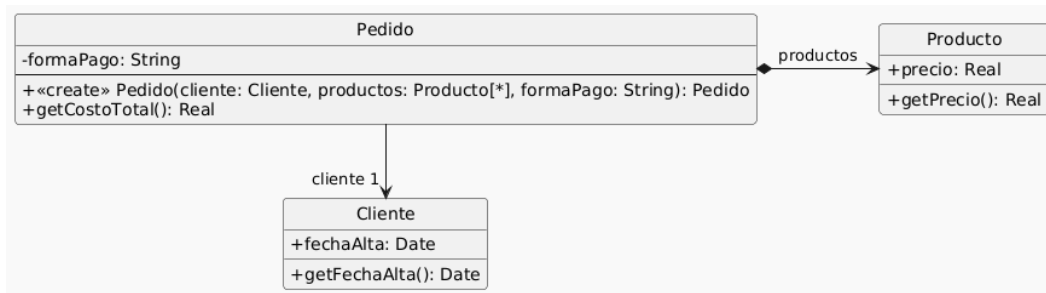 Pedido
-formaPago: String
+«create» Pedido(cliente: Cliente, productos: Producto[*], formaPago: String): Pedido
+getCostoTotal(): Real
productos
Producto
+precio: Real
+getPrecio(): Real
cliente 1
Cliente
+fechaAlta: Date
+getFechaAlta(): Date